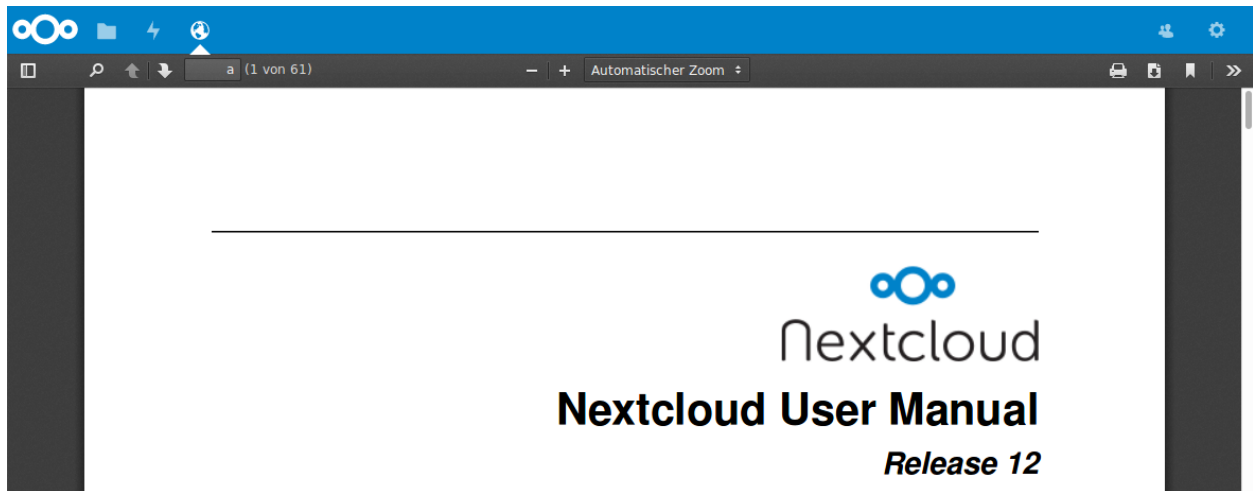 a (1 von 61) Automatischer Zoom
Nextcloud
Nextcloud User Manual
Release 12